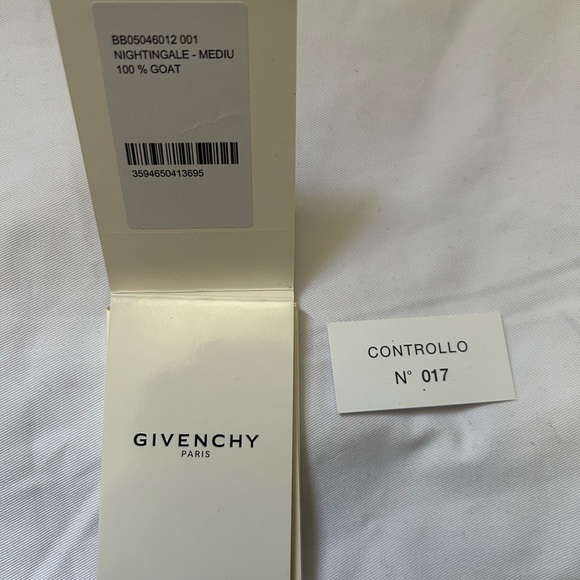 BB05046012 001
NIGHTINGALE - MEDIU
100 % GOAT
3594650413695
GIVENCHY
PARIS
CONTROLLO
N° 017